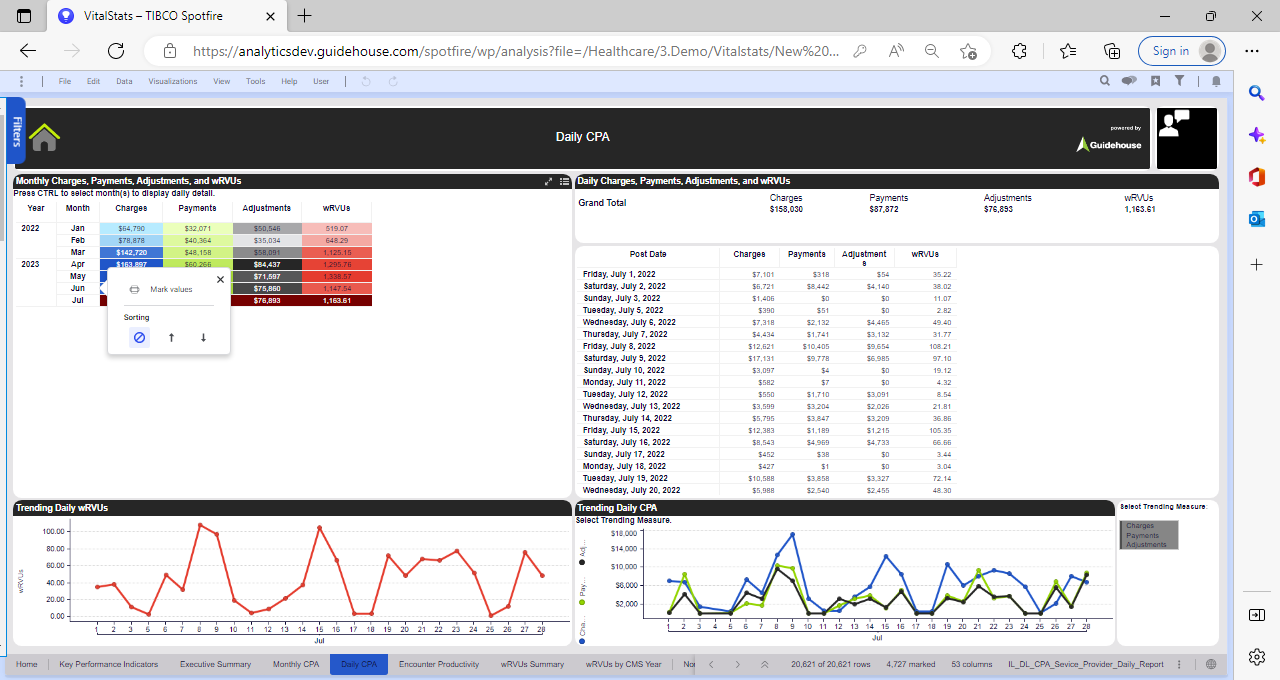 VitalStats – TIBCO Spotfire
https://analyticsdev.guidehouse.com/spotfire/wp/analysis?file=/Healthcare/3.Demo/Vitalstats/New%20...
Sign in
File Edit Data Visualizations View Tools Help User
Filters
Daily CPA
powered by
Guidehouse
Monthly Charges, Payments, Adjustments, and wRVUs
Press CTRL to select month(s) to display daily detail.
Year Month Charges Payments Adjustments wRVUs
2022 Jan $64,790 $32,071 $50,546 519.07
Feb $78,878 $40,364 $35,034 648.29
Mar $142,720 $48,158 $58,091 1,125.15
2023 Apr $163,897 $60,266 $84,437 1,295.76
May $71,597 1,338.57
Jun $75,860 1,147.54
Jul $76,893 1,163.61
Mark values
Sorting
Daily Charges, Payments, Adjustments, and wRVUs
Grand Total
Charges Payments Adjustments wRVUs
$158,030 $87,872 $76,893 1,163.61
Post Date Charges Payments Adjustment wRVUs
s
Friday, July 1, 2022 $7,101 $318 $54 35.22
Saturday, July 2, 2022 $6,721 $8,442 $4,140 38.02
Sunday, July 3, 2022 $1,406 $0 $0 11.07
Tuesday, July 5, 2022 $390 $51 $0 2.82
Wednesday, July 6, 2022 $7,318 $2,132 $4,465 49.40
Thursday, July 7, 2022 $4,434 $1,741 $3,132 31.77
Friday, July 8, 2022 $12,621 $10,405 $9,654 108.21
Saturday, July 9, 2022 $17,131 $9,778 $6,985 97.10
Sunday, July 10, 2022 $3,097 $4 $0 19.12
Monday, July 11, 2022 $582 $7 $0 4.32
Tuesday, July 12, 2022 $550 $1,710 $3,091 8.54
Wednesday, July 13, 2022 $3,599 $3,204 $2,026 21.81
Thursday, July 14, 2022 $5,795 $3,847 $3,209 36.86
Friday, July 15, 2022 $12,383 $1,189 $1,215 105.35
Saturday, July 16, 2022 $8,543 $4,969 $4,733 66.66
Sunday, July 17, 2022 $452 $38 $0 3.44
Monday, July 18, 2022 $427 $1 $0 3.04
Tuesday, July 19, 2022 $10,588 $3,858 $3,327 72.14
Wednesday, July 20, 2022 $5,988 $2,540 $2,455 48.30
Trending Daily wRVUs
wRVUs
100.00
80.00
60.00
40.00
20.00
0.00
1 2 3 5 6 7 8 9 10 11 12 13 14 15 16 17 18 19 20 21 22 23 24 25 26 27 28
Jul
Trending Daily CPA
Select Trending Measure.
Adj...
Pay...
Cha...
$18,000
$14,000
$10,000
$6,000
$2,000
1 2 3 4 5 6 7 8 9 10 11 12 13 14 15 16 17 18 19 20 21 22 23 24 25 26 27 28
Jul
Select Trending Measure:
Charges
Payments
Adjustments
Home Key Performance Indicators Executive Summary Monthly CPA Daily CPA Encounter Productivity wRVUs Summary wRVUs by CMS Year 20,621 of 20,621 rows 4,727 marked 53 columns IL_DL_CPA_Sevice_Provider_Daily_Report